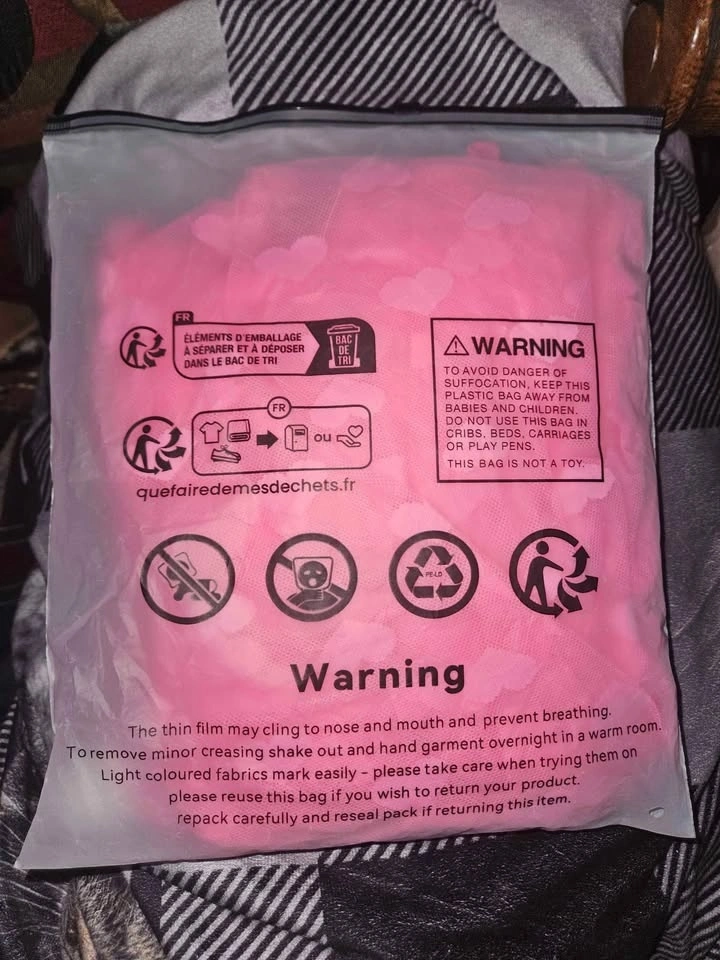 FR
ÉLÉMENTS D'EMBALLAGE
À SÉPARER ET À DÉPOSER
DANS LE BAC DE TRI
BAC
DE
TRI
FR
ou
quefairedemesdechets.fr
⚠WARNING
TO AVOID DANGER OF
SUFFOCATION, KEEP THIS
PLASTIC BAG AWAY FROM
BABIES AND CHILDREN.
DO NOT USE THIS BAG IN
CRIBS, BEDS, CARRIAGES
OR PLAY PENS.
THIS BAG IS NOT A TOY.
PE-LD
Warning
The thin film may cling to nose and mouth and prevent breathing.
To remove minor creasing shake out and hand garment overnight in a warm room.
Light coloured fabrics mark easily - please take care when trying them on
please reuse this bag if you wish to return your product.
repack carefully and reseal pack if returning this item.